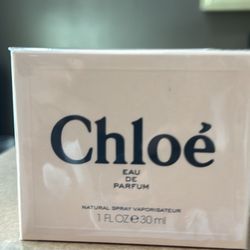 Chloé
EAU
DE
PARFUM
NATURAL SPRAY VAPORISATEUR
1 FL OZ ℮ 30 ml